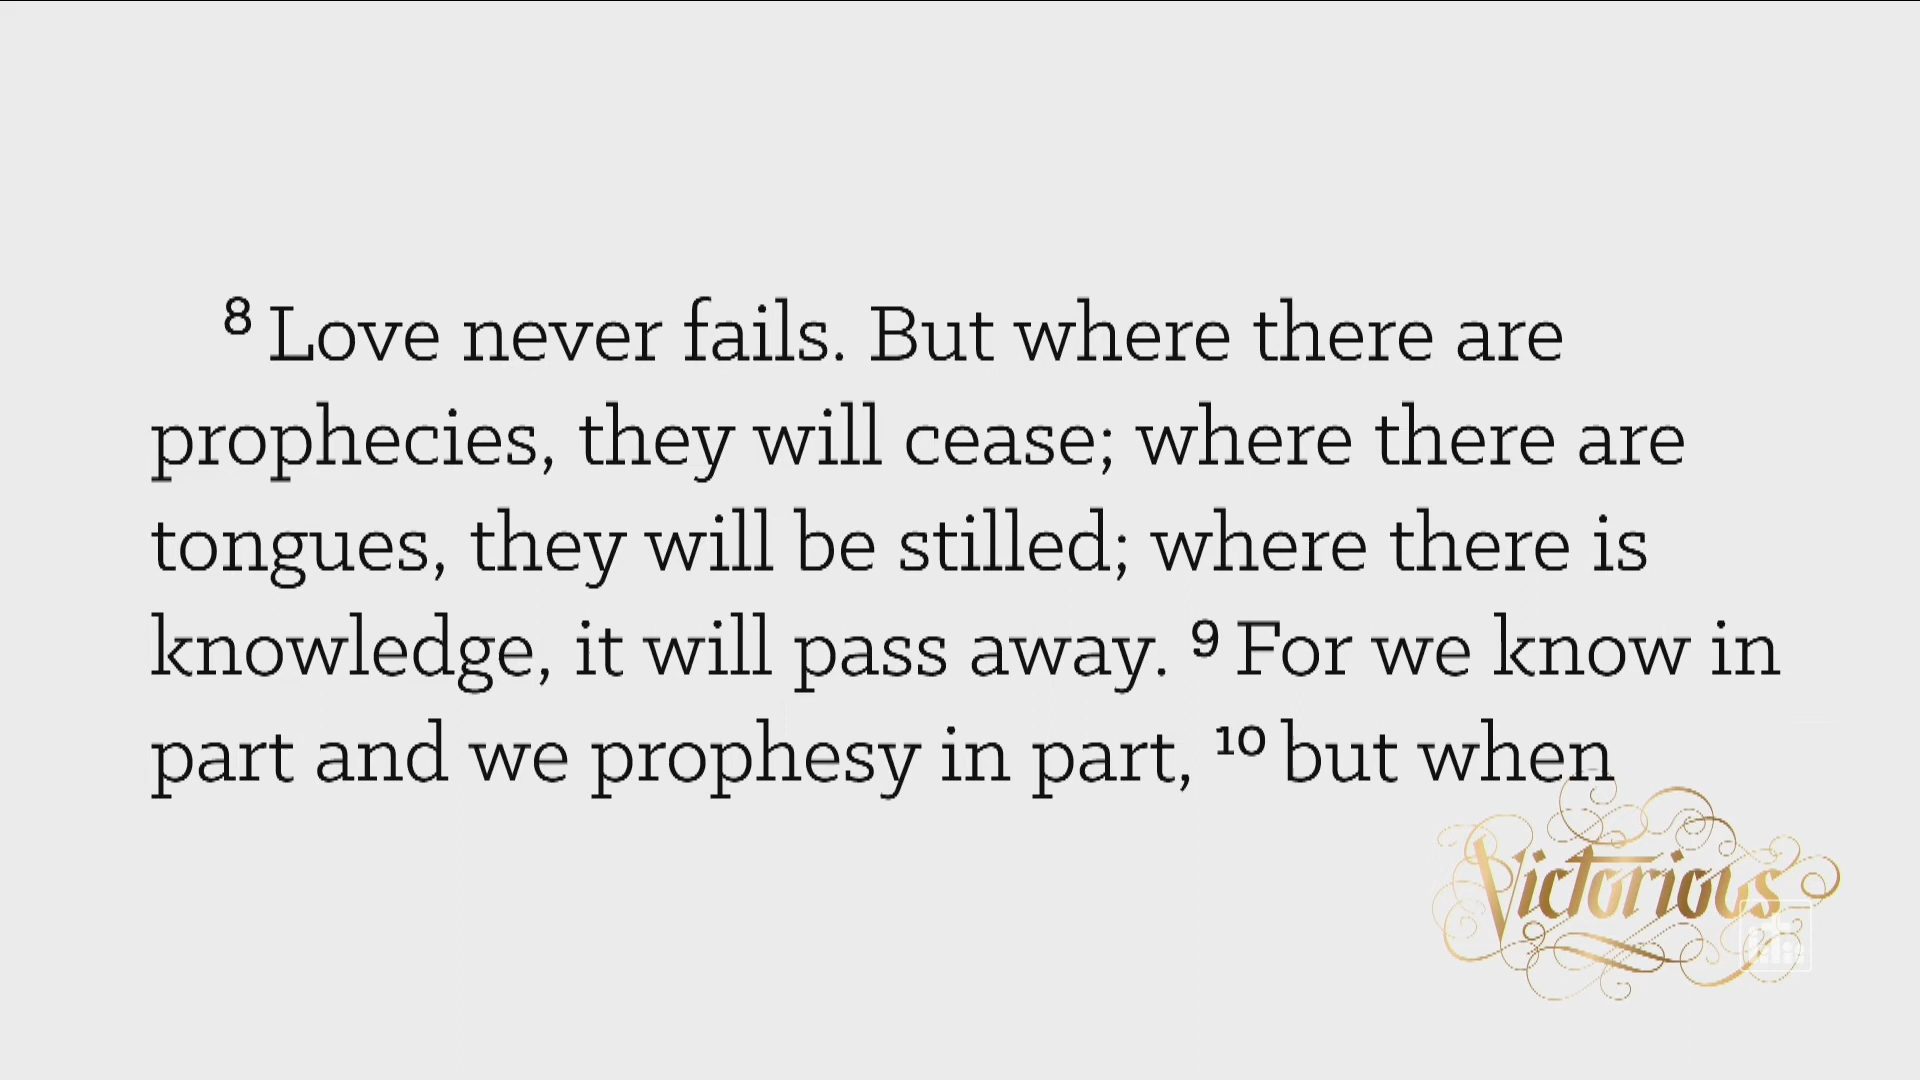 ⁸ Love never fails. But where there are
prophecies, they will cease; where there are
tongues, they will be stilled; where there is
knowledge, it will pass away. ⁹ For we know in
part and we prophesy in part, ¹⁰ but when
Victorious